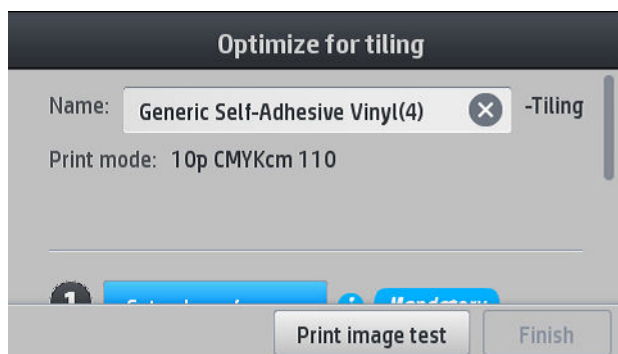 Optimize for tiling
Name: Generic Self-Adhesive Vinyl(4) -Tiling
Print mode: 10p CMYKcm 110
1 Mandatory
Print image test Finish